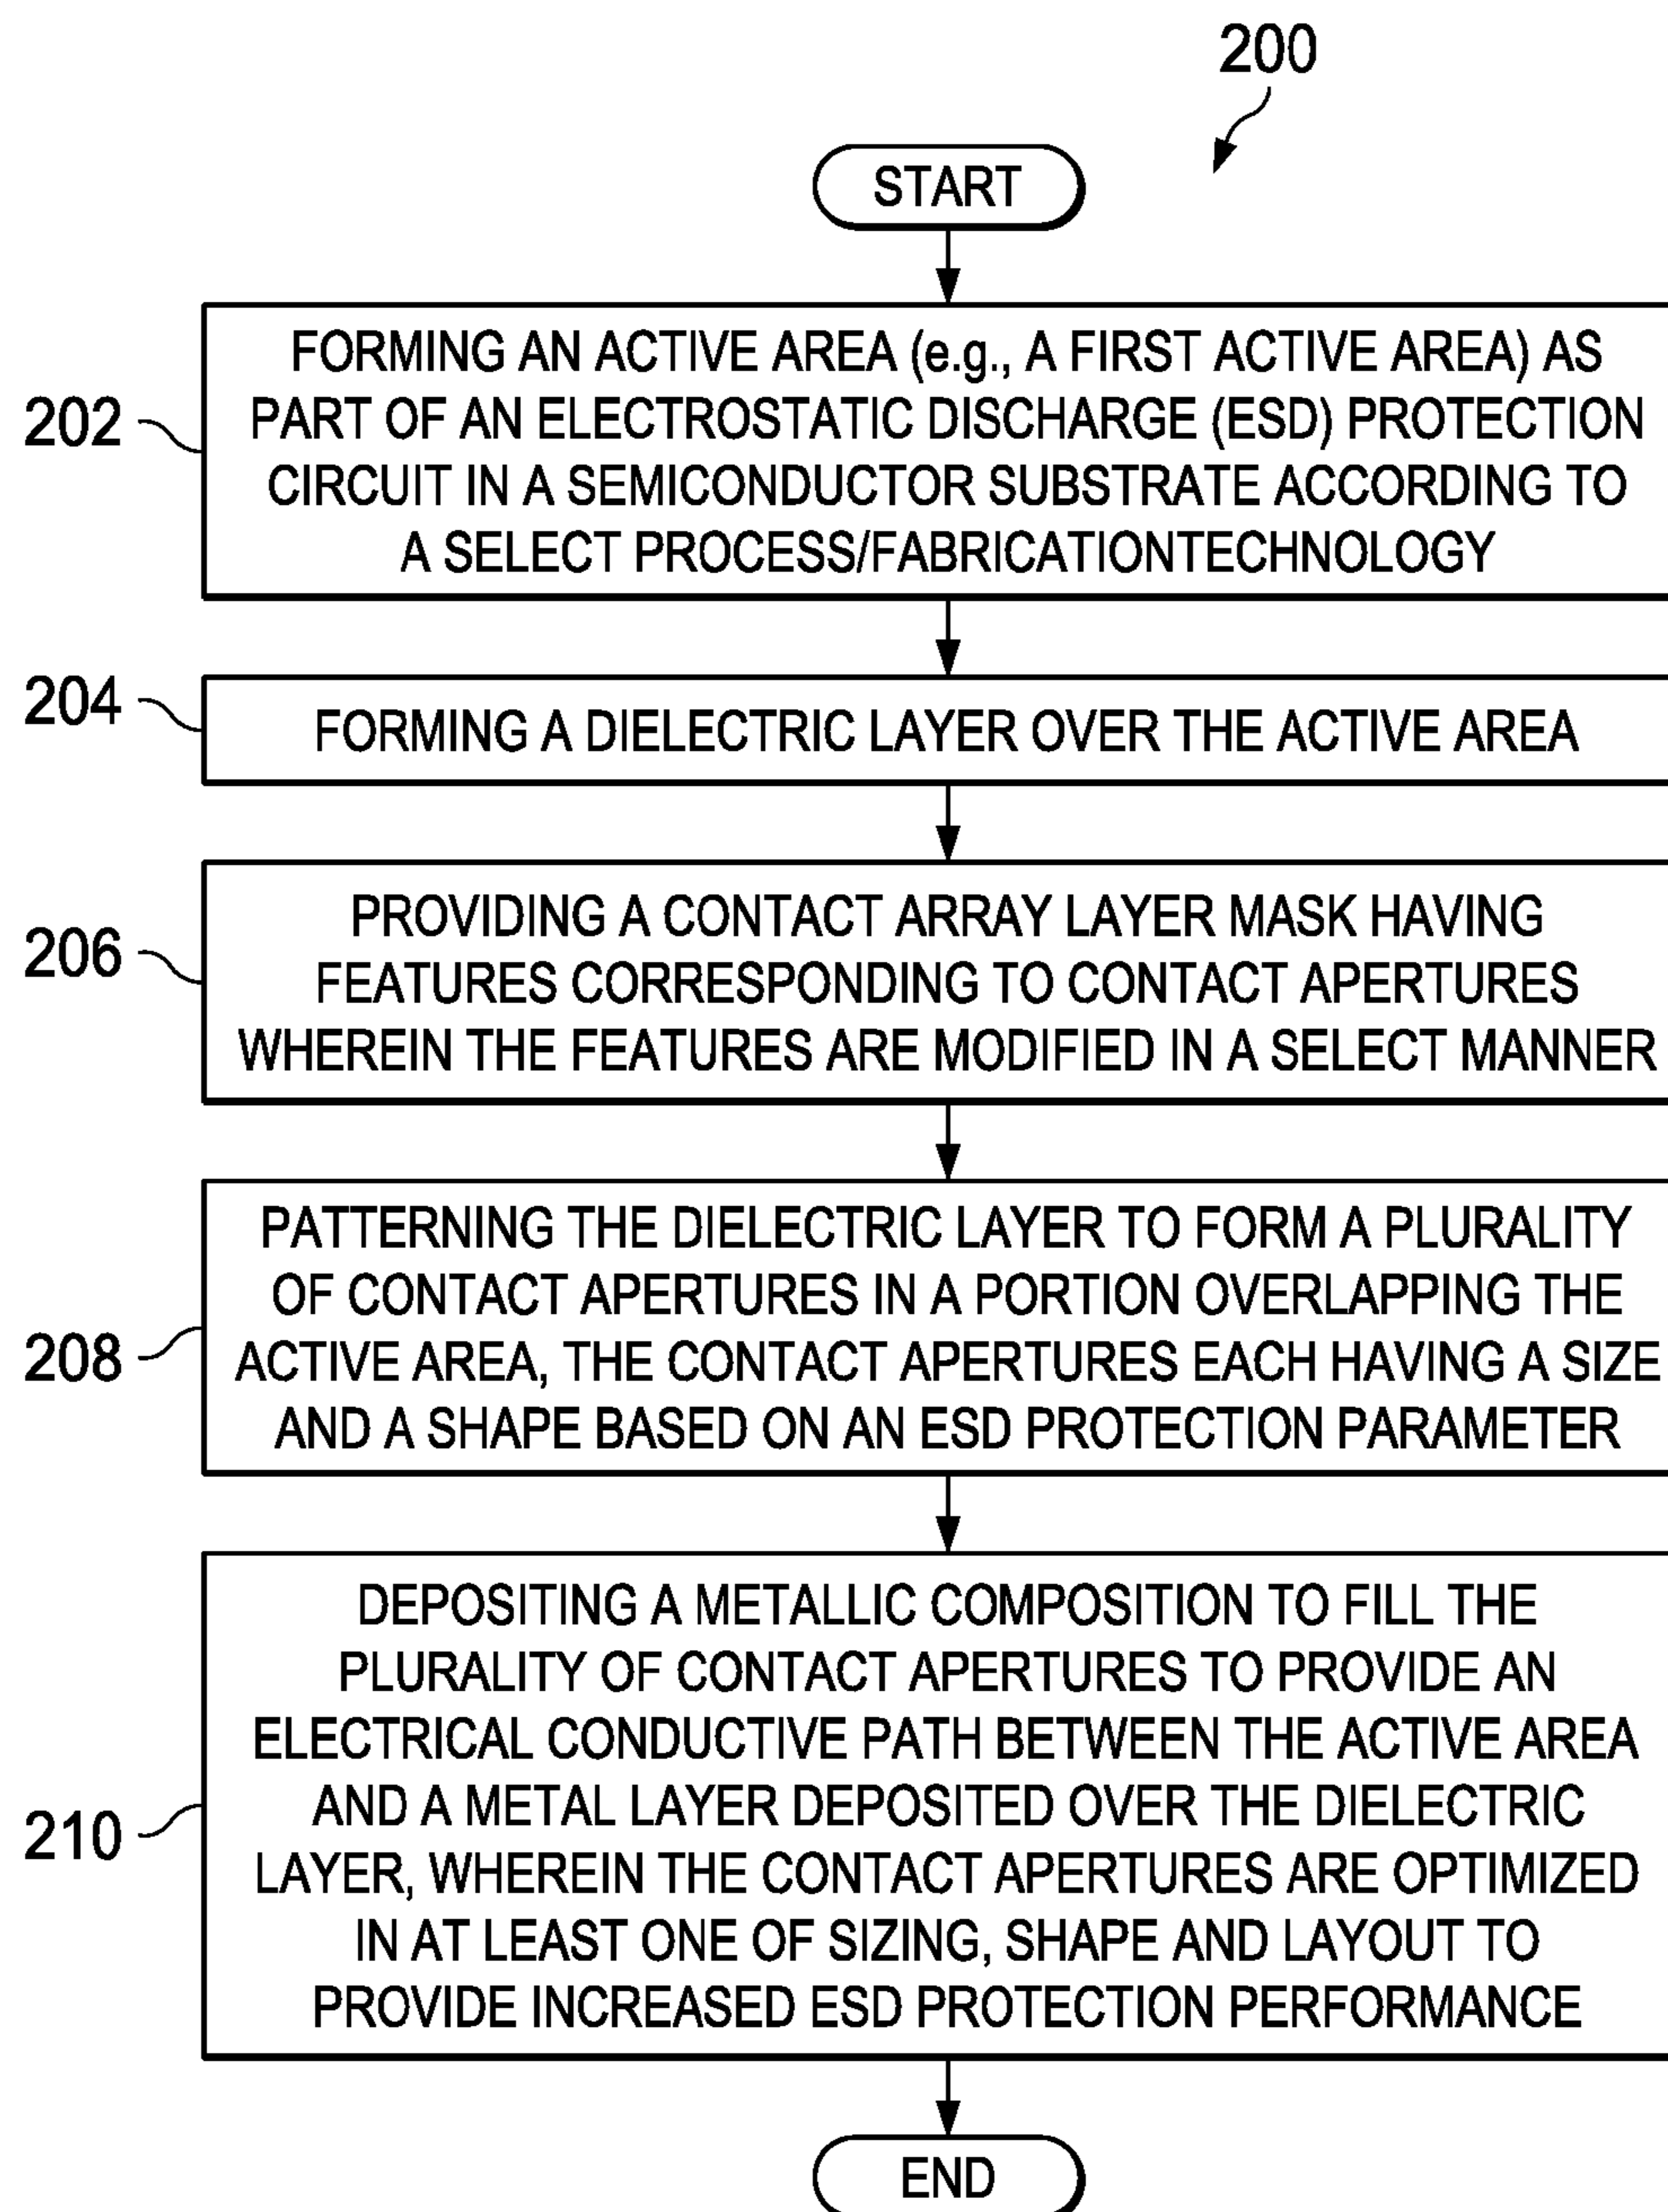 200
START
202
FORMING AN ACTIVE AREA (e.g., A FIRST ACTIVE AREA) AS
PART OF AN ELECTROSTATIC DISCHARGE (ESD) PROTECTION
CIRCUIT IN A SEMICONDUCTOR SUBSTRATE ACCORDING TO
A SELECT PROCESS/FABRICATIONTECHNOLOGY
204
FORMING A DIELECTRIC LAYER OVER THE ACTIVE AREA
206
PROVIDING A CONTACT ARRAY LAYER MASK HAVING
FEATURES CORRESPONDING TO CONTACT APERTURES
WHEREIN THE FEATURES ARE MODIFIED IN A SELECT MANNER
208
PATTERNING THE DIELECTRIC LAYER TO FORM A PLURALITY
OF CONTACT APERTURES IN A PORTION OVERLAPPING THE
ACTIVE AREA, THE CONTACT APERTURES EACH HAVING A SIZE
AND A SHAPE BASED ON AN ESD PROTECTION PARAMETER
210
DEPOSITING A METALLIC COMPOSITION TO FILL THE
PLURALITY OF CONTACT APERTURES TO PROVIDE AN
ELECTRICAL CONDUCTIVE PATH BETWEEN THE ACTIVE AREA
AND A METAL LAYER DEPOSITED OVER THE DIELECTRIC
LAYER, WHEREIN THE CONTACT APERTURES ARE OPTIMIZED
IN AT LEAST ONE OF SIZING, SHAPE AND LAYOUT TO
PROVIDE INCREASED ESD PROTECTION PERFORMANCE
END